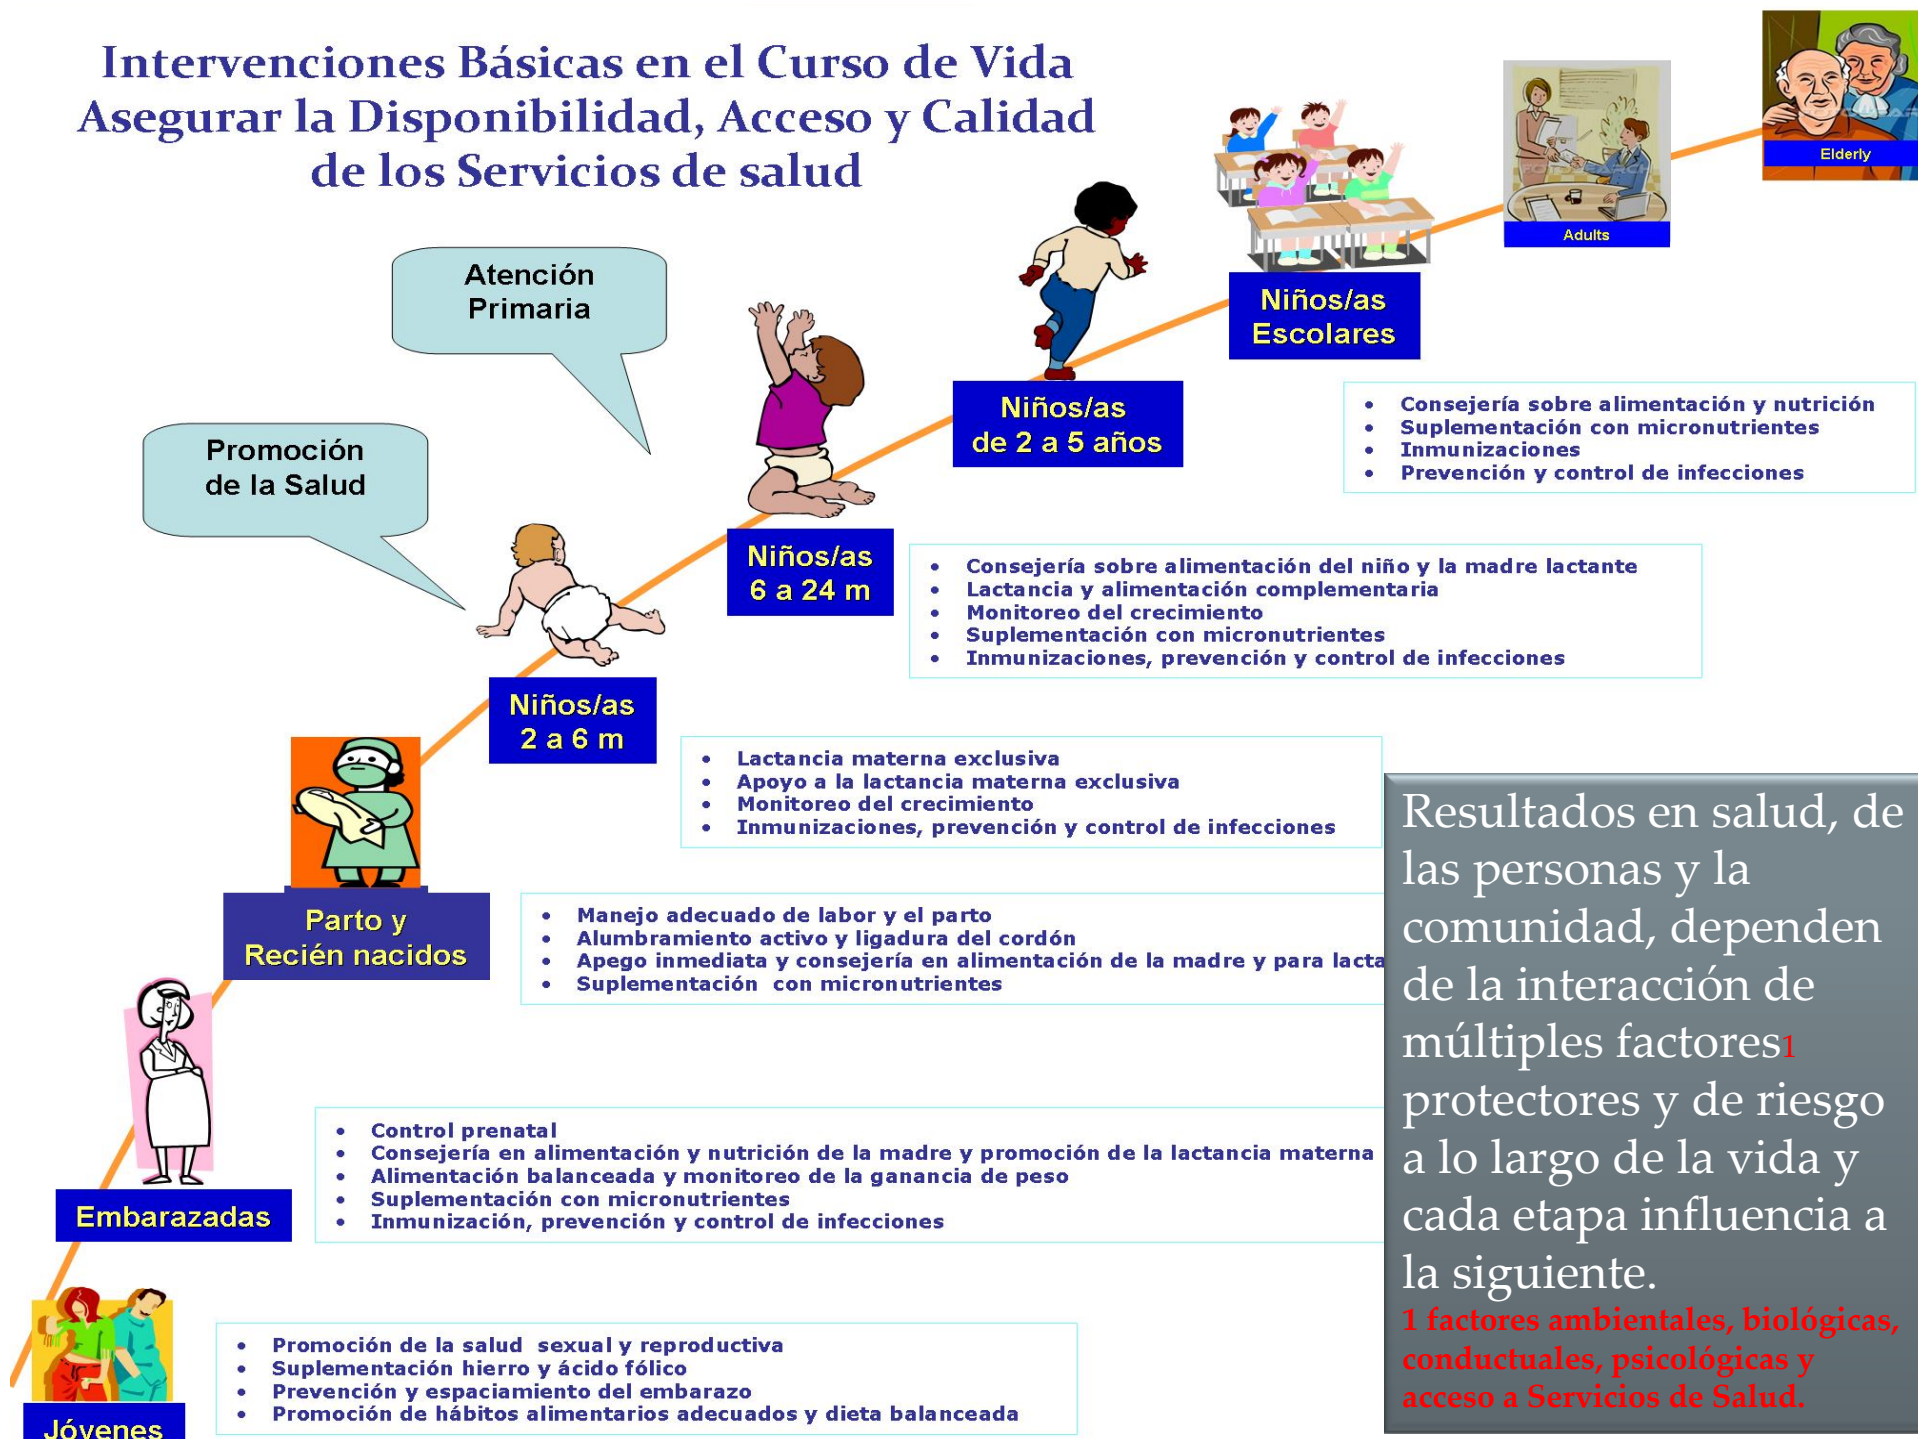 Intervenciones Básicas en el Curso de Vida
Asegurar la Disponibilidad, Acceso y Calidad
de los Servicios de salud
Elderly
Adults
Niños/as
Escolares
Atención
Primaria
Niños/as
de 2 a 5 años
Consejería sobre alimentación y nutrición
Suplementación con micronutrientes
Inmunizaciones
Prevención y control de infecciones
Promoción
de la Salud
Niños/as
6 a 24 m
Consejería sobre alimentación del niño y la madre lactante
Lactancia y alimentación complementaria
Monitoreo del crecimiento
Suplementación con micronutrientes
Inmunizaciones, prevención y control de infecciones
Niños/as
2 a 6 m
Lactancia materna exclusiva
Apoyo a la lactancia materna exclusiva
Monitoreo del crecimiento
Inmunizaciones, prevención y control de infecciones
Parto y
Recién nacidos
Manejo adecuado de labor y el parto
Alumbramiento activo y ligadura del cordón
Apego inmediata y consejería en alimentación de la madre y para lacta
Suplementación con micronutrientes
Embarazadas
Control prenatal
Consejería en alimentación y nutrición de la madre y promoción de la lactancia materna
Alimentación balanceada y monitoreo de la ganancia de peso
Suplementación con micronutrientes
Inmunización, prevención y control de infecciones
Jóvenes
Promoción de la salud sexual y reproductiva
Suplementación hierro y ácido fólico
Prevención y espaciamiento del embarazo
Promoción de hábitos alimentarios adecuados y dieta balanceada
Resultados en salud, de
las personas y la
comunidad, dependen
de la interacción de
múltiples factores1
protectores y de riesgo
a lo largo de la vida y
cada etapa influencia a
la siguiente.
1 factores ambientales, biológicas,
conductuales, psicológicas y
acceso a Servicios de Salud.